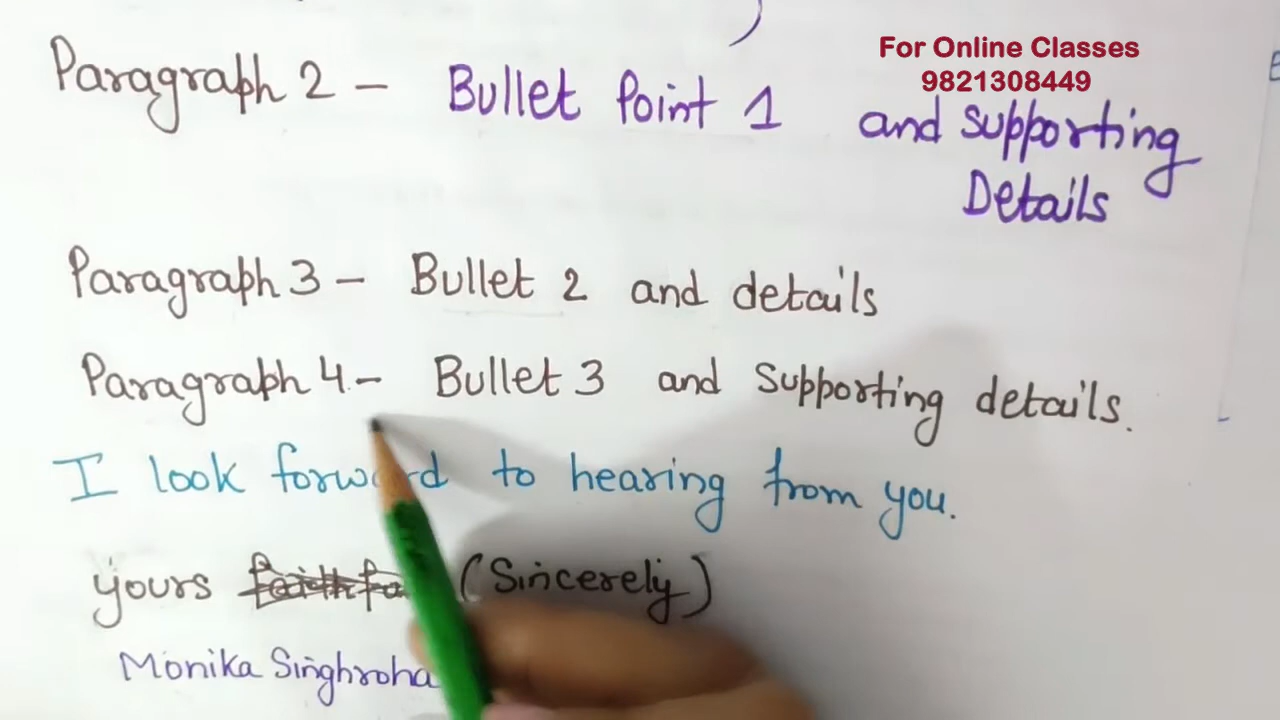 For Online Classes
9821308449
Paragraph 2 - Bullet Point 1 and supporting
Details
Paragraph 3 - Bullet 2 and details
Paragraph 4.- Bullet 3 and supporting details.
I look forward to hearing from you.
yours (Sincerely)
Monika Singhroha